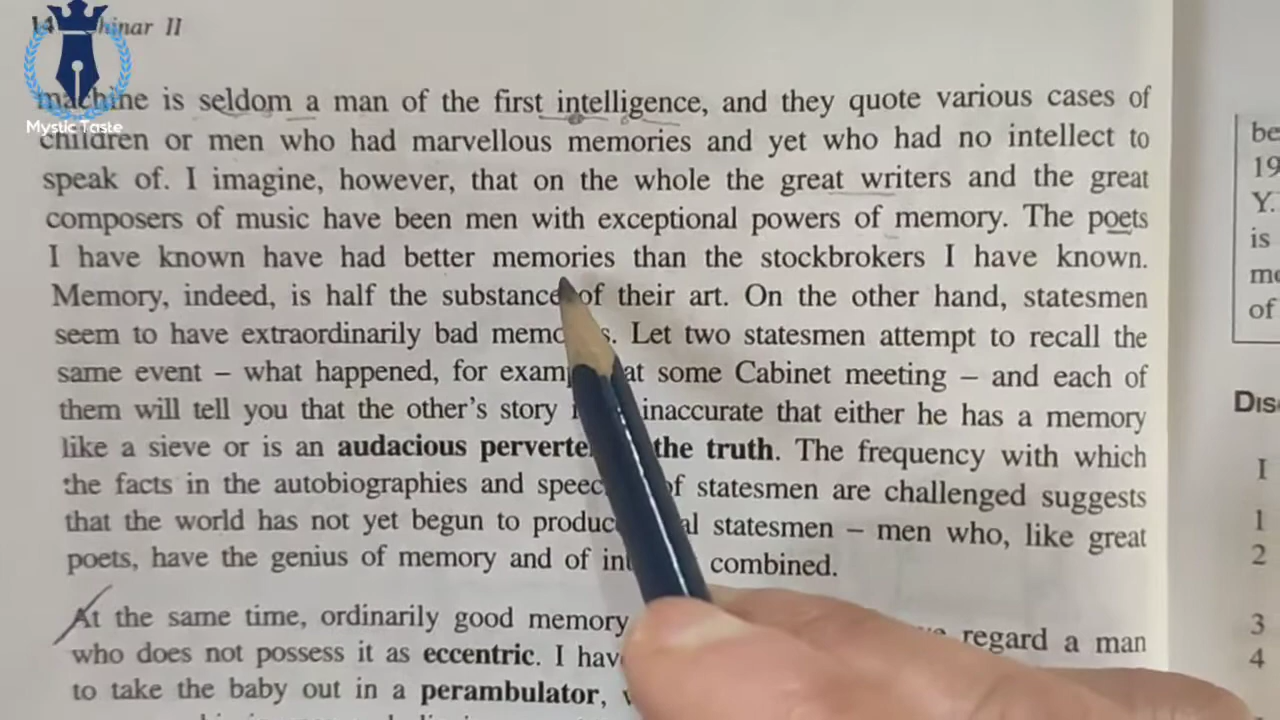 14 Chinar II
Mystic Taste
machine is seldom a man of the first intelligence, and they quote various cases of
children or men who had marvellous memories and yet who had no intellect to
speak of. I imagine, however, that on the whole the great writers and the great
composers of music have been men with exceptional powers of memory. The poets
I have known have had better memories than the stockbrokers I have known.
Memory, indeed, is half the substance of their art. On the other hand, statesmen
seem to have extraordinarily bad Let two statesmen attempt to recall the
same event – what happened, for at some Cabinet meeting – and each of
them will tell you that the other's story inaccurate that either he has a memory
like a sieve or is an audacious the truth. The frequency with which
the facts in the autobiographies and of statesmen are challenged suggests
that the world has not yet begun to statesmen – men who, like great
poets, have the genius of memory and of combined.
At the same time, ordinarily good memory regard a man
who does not possess it as eccentric. I
to take the baby out in a perambulator,
be
19
Y.
is
of
I
1
2
3
4